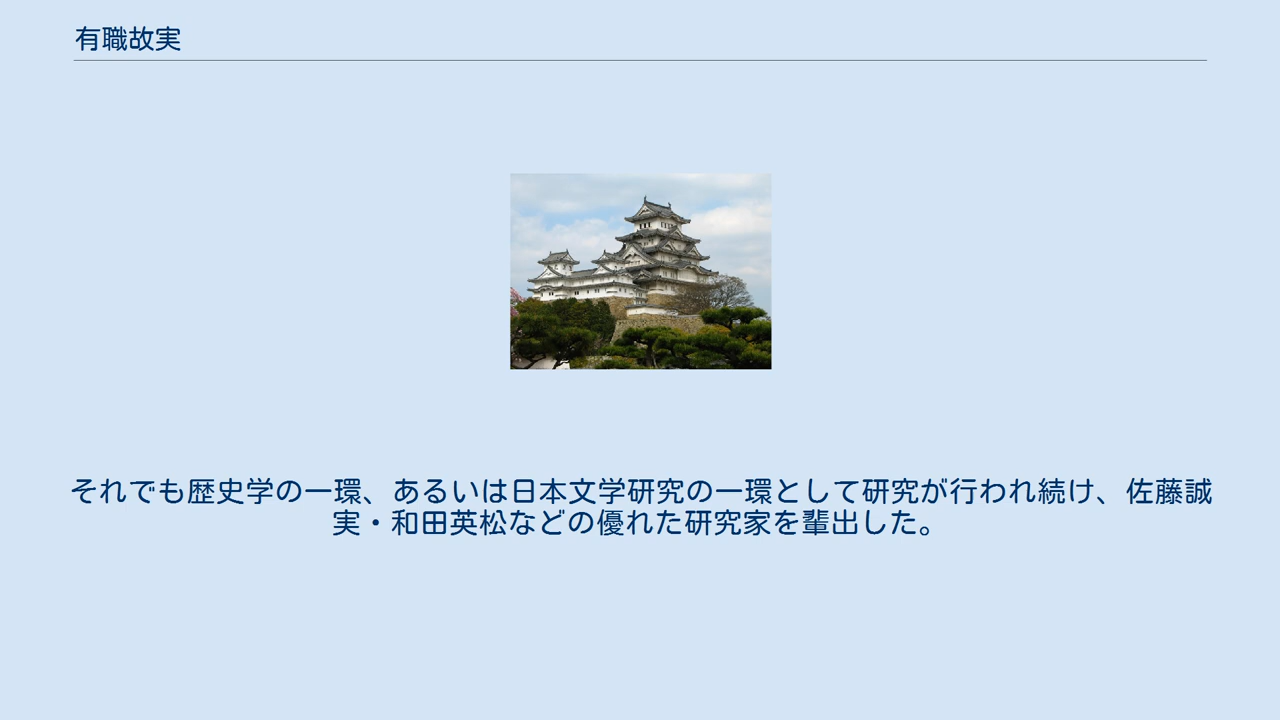 有職故実
それでも歴史学の一環、あるいは日本文学研究の一環として研究が行われ続け、佐藤誠
実・和田英松などの優れた研究家を輩出した。